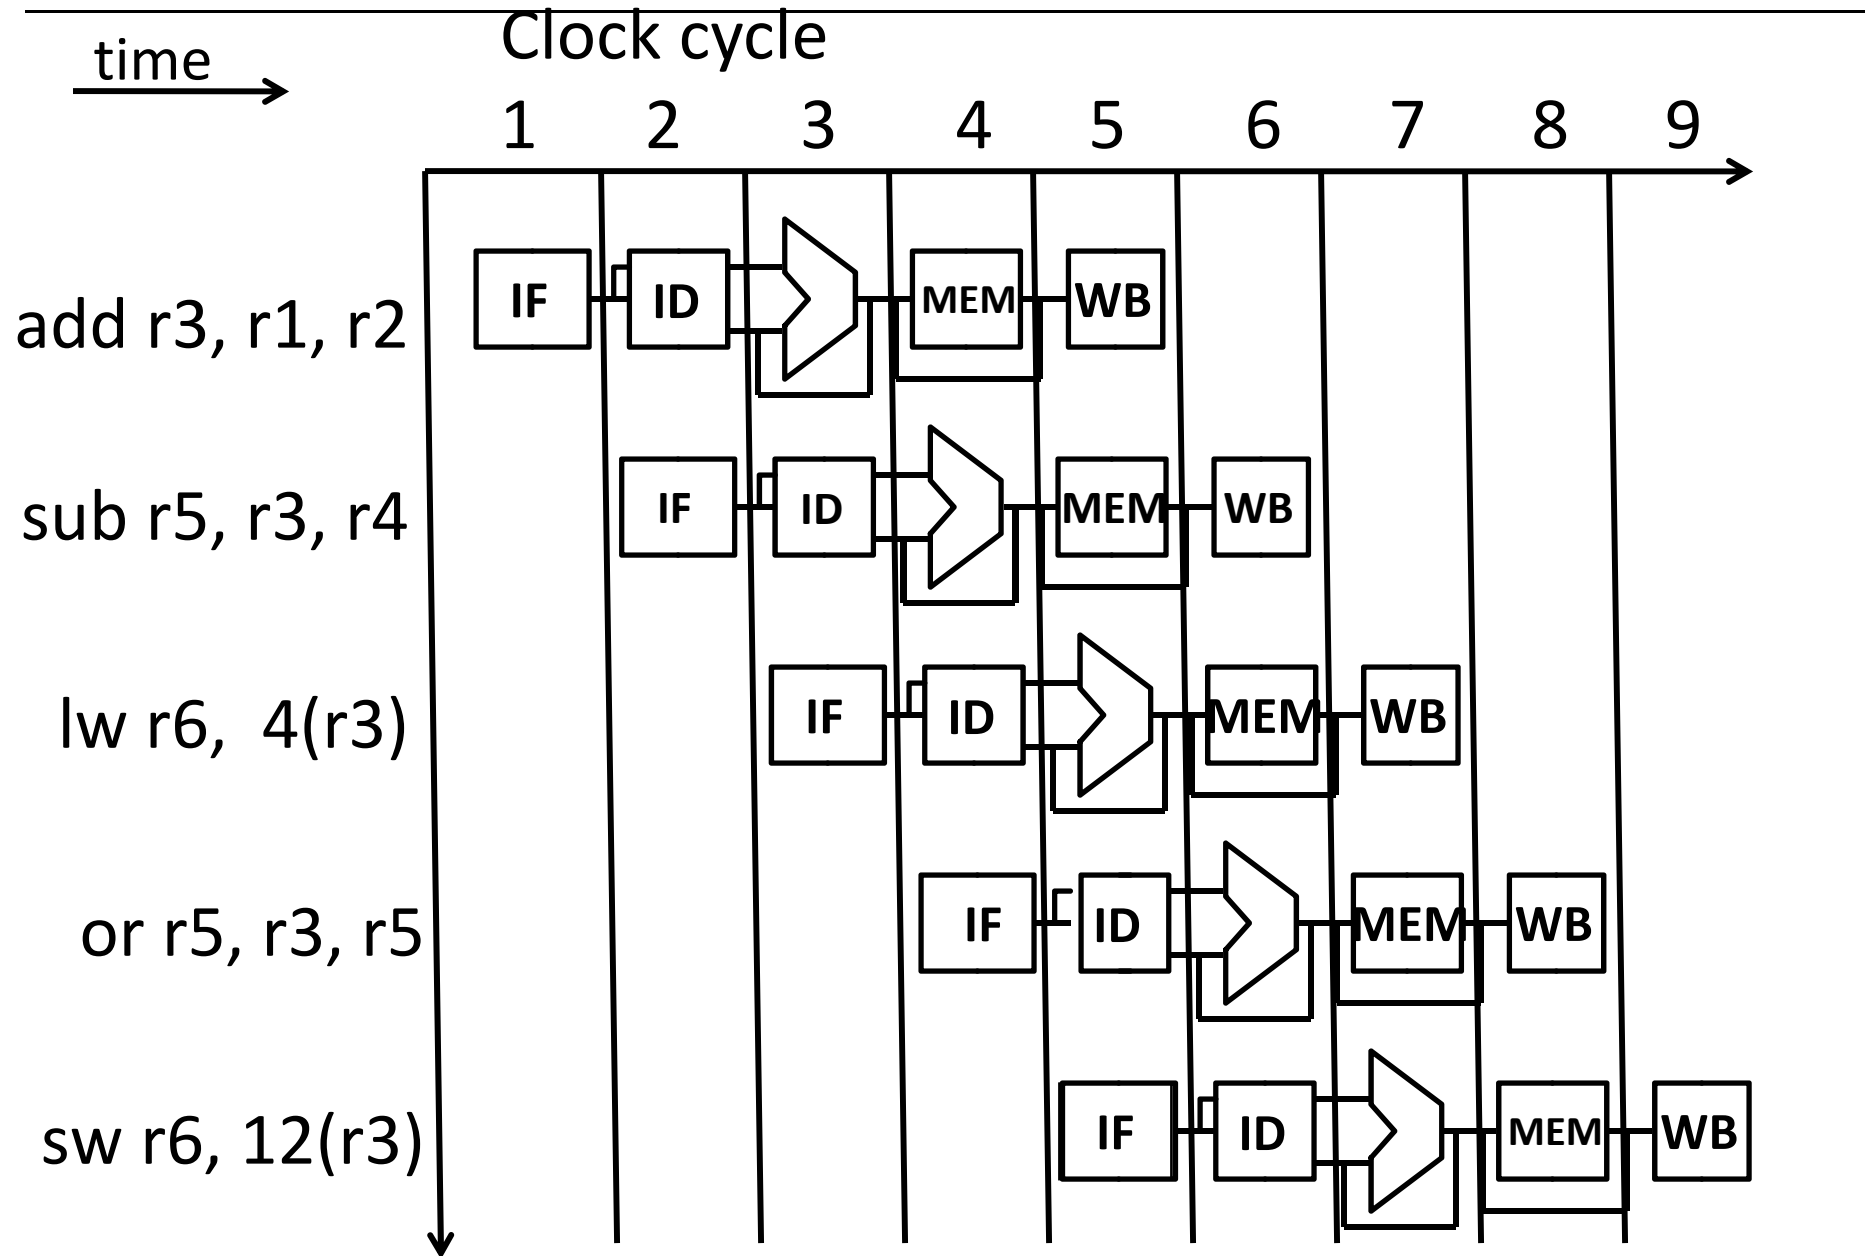 Clock cycle
time
1 2 3 4 5 6 7 8 9
add r3, r1, r2 IF ID MEM WB
sub r5, r3, r4 IF ID MEM WB
lw r6, 4(r3) IF ID MEM WB
or r5, r3, r5 IF ID MEM WB
sw r6, 12(r3) IF ID MEM WB